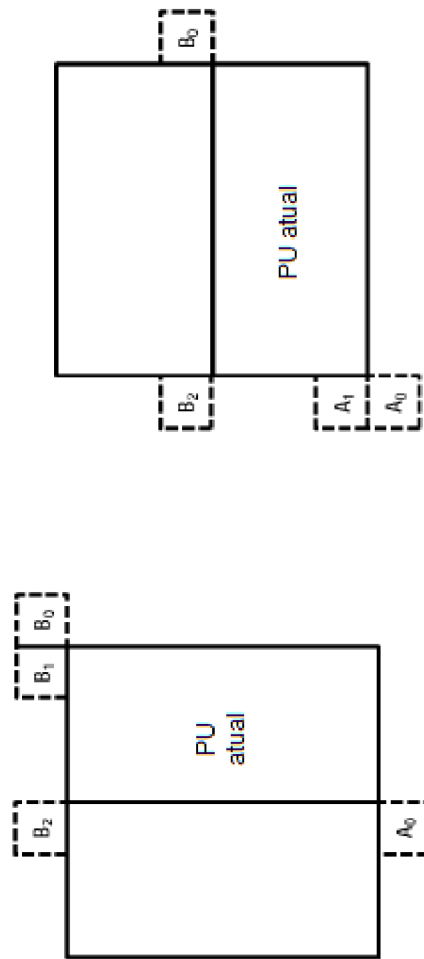 B₀
PU atual
B₂
A₁
A₀
B₁
B₀
PU
atual
B₂
A₀